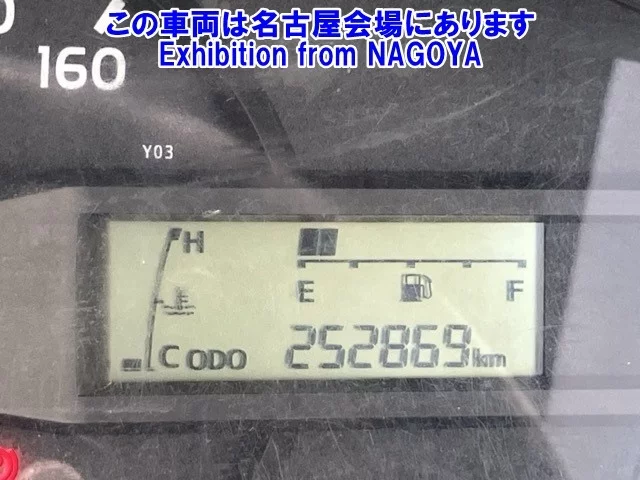 この車両は名古屋会場にあります
Exhibition from NAGOYA
160
Y03
H
E F
C ODO 252869km